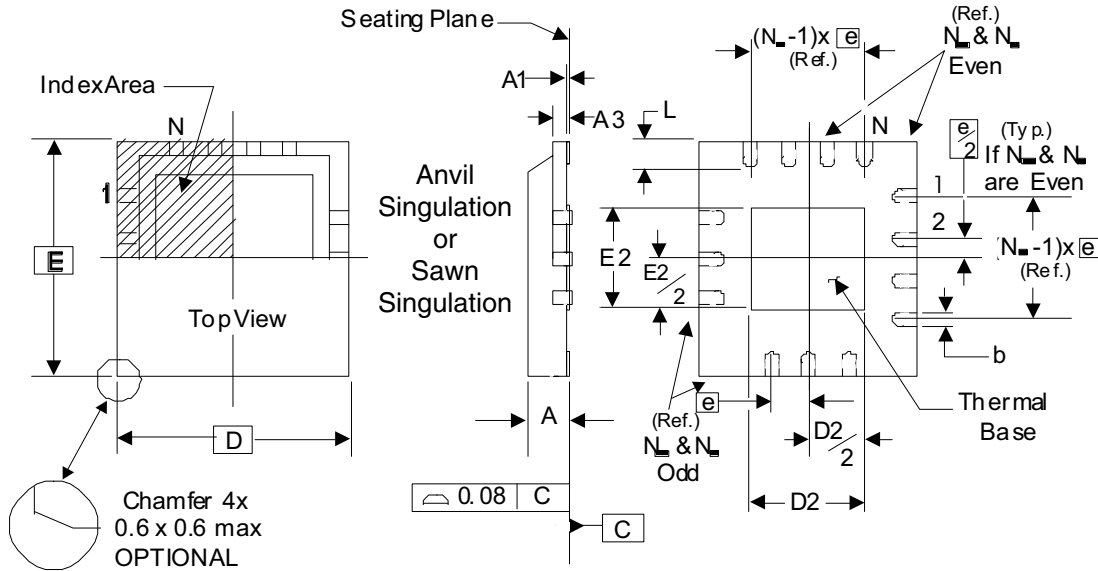 Seating Plane
IndexArea
N
1
E
TopView
D
Chamfer 4x
0.6 x 0.6 max
OPTIONAL
Anvil
Singulation
or
Sawn
Singulation
A1
A3
L
A
0.08 C
C
(N -1)x e
(Ref.)
(Ref.)
N & N
Even
N
e/2
(Typ.)
If N & N
are Even
1
2
(N -1)x e
(Ref.)
b
Thermal
Base
E2
E2/2
e
(Ref.)
N & N
Odd
D2/2
D2